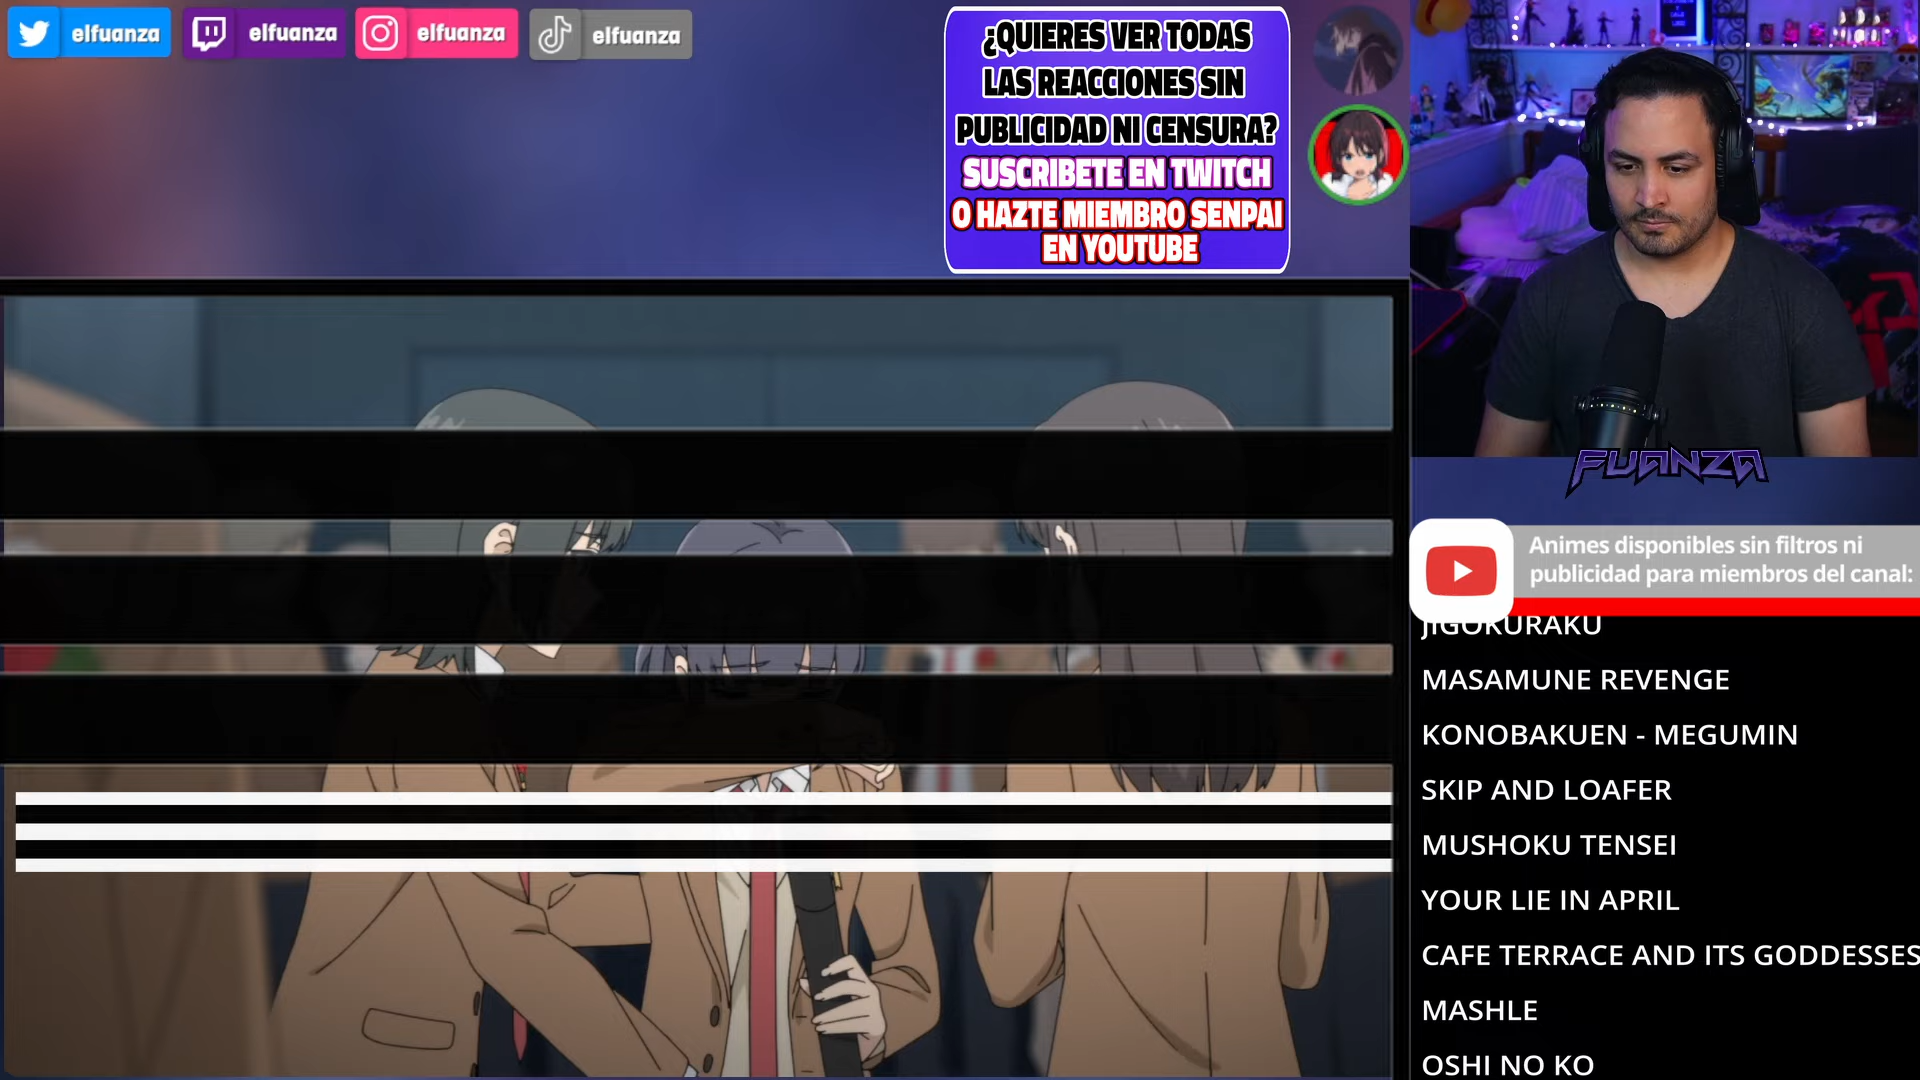 elfuanza
elfuanza
elfuanza
elfuanza
¿QUIERES VER TODAS
LAS REACCIONES SIN
PUBLICIDAD NI CENSURA?
SUSCRIBETE EN TWITCH
O HAZTE MIEMBRO SENPAI
EN YOUTUBE
FUANZA
Animes disponibles sin filtros ni
publicidad para miembros del canal:
JIGOKURAKU
MASAMUNE REVENGE
KONOBAKUEN - MEGUMIN
SKIP AND LOAFER
MUSHOKU TENSEI
YOUR LIE IN APRIL
CAFE TERRACE AND ITS GODDESSES
MASHLE
OSHI NO KO